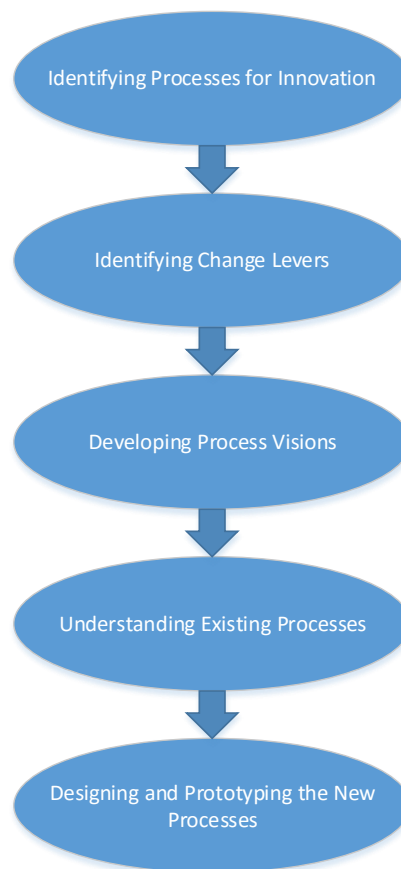 Identifying Processes for Innovation
Identifying Change Levers
Developing Process Visions
Understanding Existing Processes
Designing and Prototyping the New
Processes